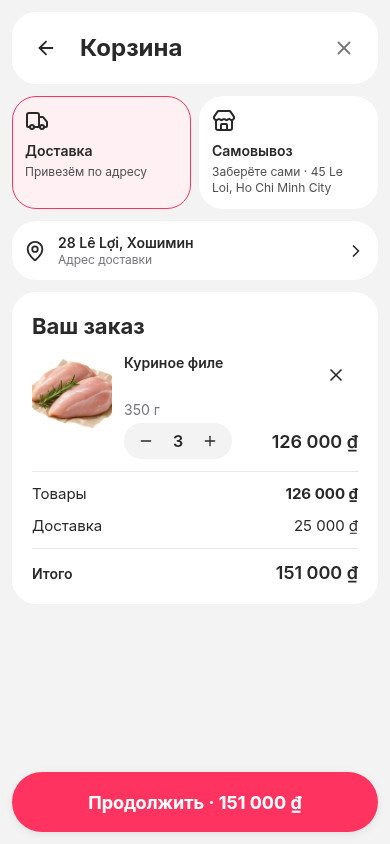 Корзина
Доставка
Привезём по адресу
Самовывоз
Заберёте сами · 45 Le
Loi, Ho Chi Minh City
28 Lê Lợi, Хошимин
Адрес доставки
Ваш заказ
Куриное филе
350 г
3
126 000 ₫
Товары 126 000 ₫
Доставка 25 000 ₫
Итого 151 000 ₫
Продолжить · 151 000 ₫